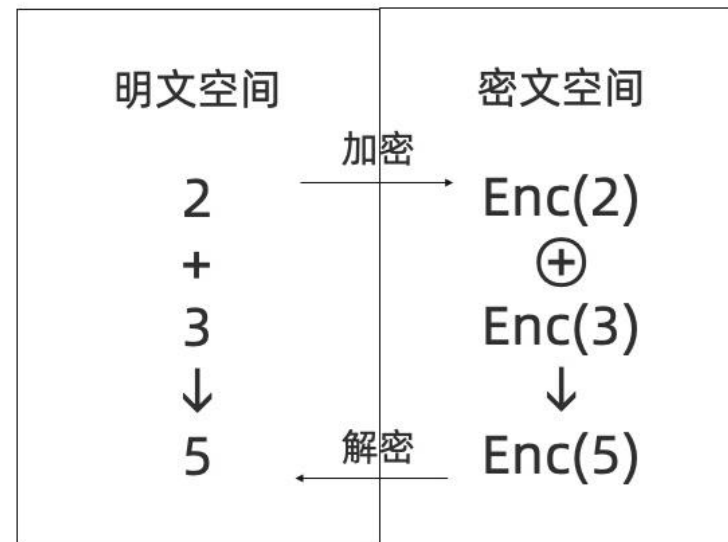 明文空间
密文空间
加密
2
Enc(2)
+
⊕
3
Enc(3)
↓
↓
解密
5
Enc(5)